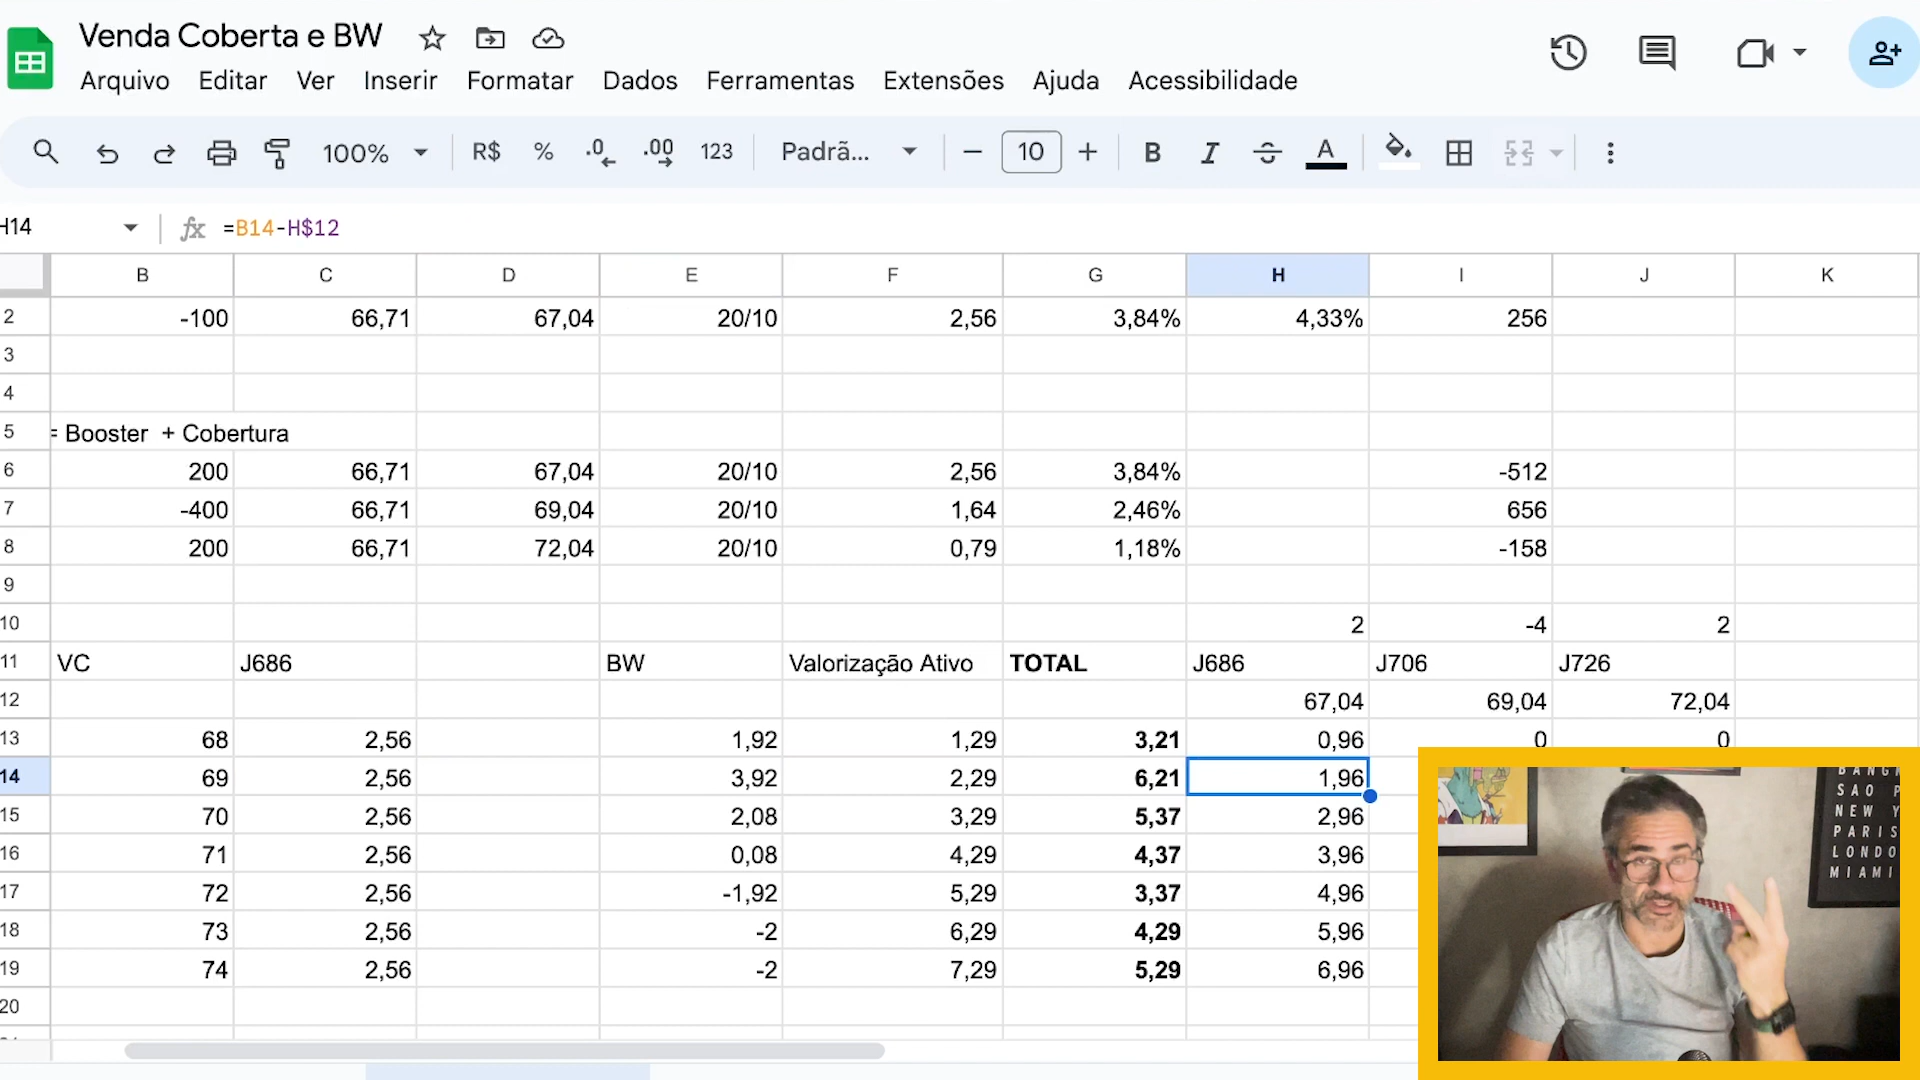 Venda Coberta e BW
Arquivo Editar Ver Inserir Formatar Dados Ferramentas Extensões Ajuda Acessibilidade
100% R$ % .0 .00 123 Padrã... 10 B I S A
H14 fx =B14-H$12
B C D E F G H I J K
2 -100 66,71 67,04 20/10 2,56 3,84% 4,33% 256
3
4
5 = Booster + Cobertura
6 200 66,71 67,04 20/10 2,56 3,84% -512
7 -400 66,71 69,04 20/10 1,64 2,46% 656
8 200 66,71 72,04 20/10 0,79 1,18% -158
9
10 2 -4 2
11 VC J686 BW Valorização Ativo TOTAL J686 J706 J726
12 67,04 69,04 72,04
13 68 2,56 1,92 1,29 3,21 0,96 0 0
14 69 2,56 3,92 2,29 6,21 1,96
15 70 2,56 2,08 3,29 5,37 2,96
16 71 2,56 0,08 4,29 4,37 3,96
17 72 2,56 -1,92 5,29 3,37 4,96
18 73 2,56 -2 6,29 4,29 5,96
19 74 2,56 -2 7,29 5,29 6,96
20
BANGK
SAO P
NEW Y
PARIS
LONDO
MIAMI